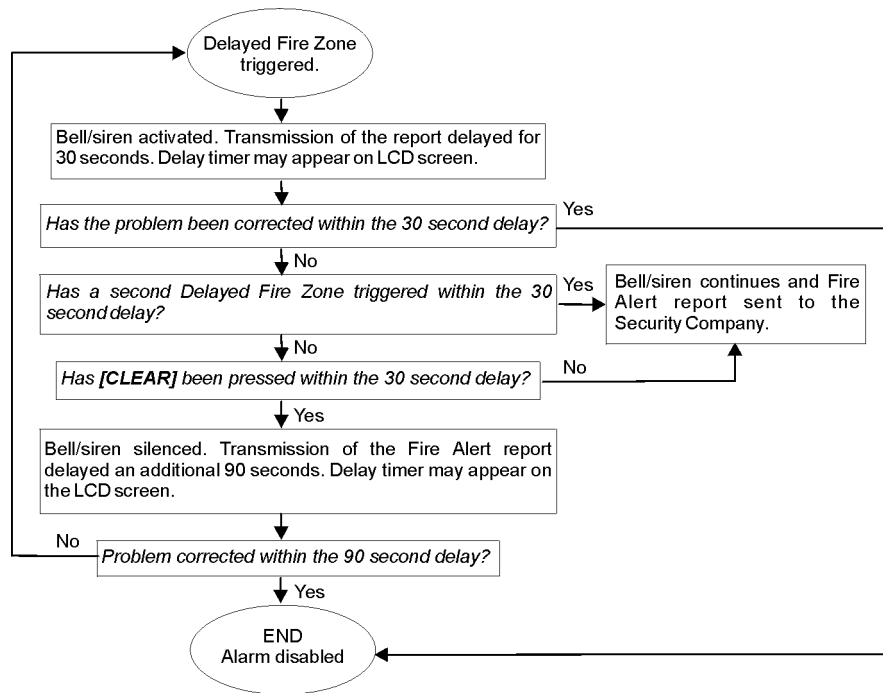 Delayed Fire Zone
triggered.
Bell/siren activated. Transmission of the report delayed for
30 seconds. Delay timer may appear on LCD screen.
Has the problem been corrected within the 30 second delay?
Yes
No
Has a second Delayed Fire Zone triggered within the 30
second delay?
Yes
Bell/siren continues and Fire
Alert report sent to the
Security Company.
No
Has [CLEAR] been pressed within the 30 second delay?
No
Yes
Bell/siren silenced. Transmission of the Fire Alert report
delayed an additional 90 seconds. Delay timer may appear on
the LCD screen.
No
Problem corrected within the 90 second delay?
Yes
END
Alarm disabled